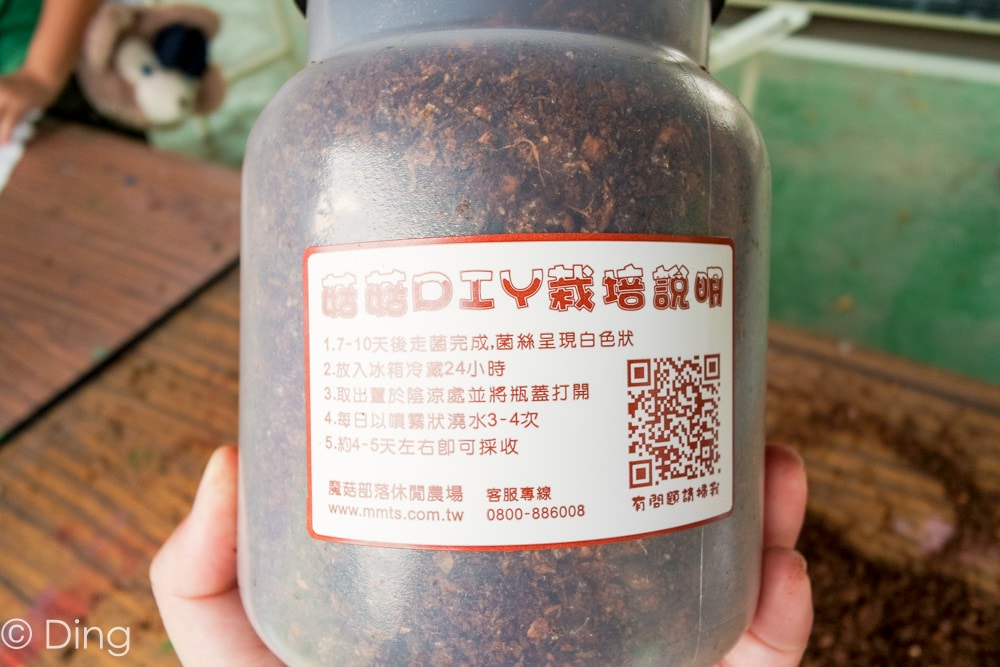 菇菇DIY栽培說明
1.7-10天後走菌完成,菌絲呈現白色狀
2.放入冰箱冷藏24小時
3.取出置於陰涼處並將瓶蓋打開
4.每日以噴霧狀澆水3-4次
5.約4-5天左右即可採收
魔菇部落休閒農場
www.mmts.com.tw
客服專線
0800-886008
有問題請掃我
© Ding